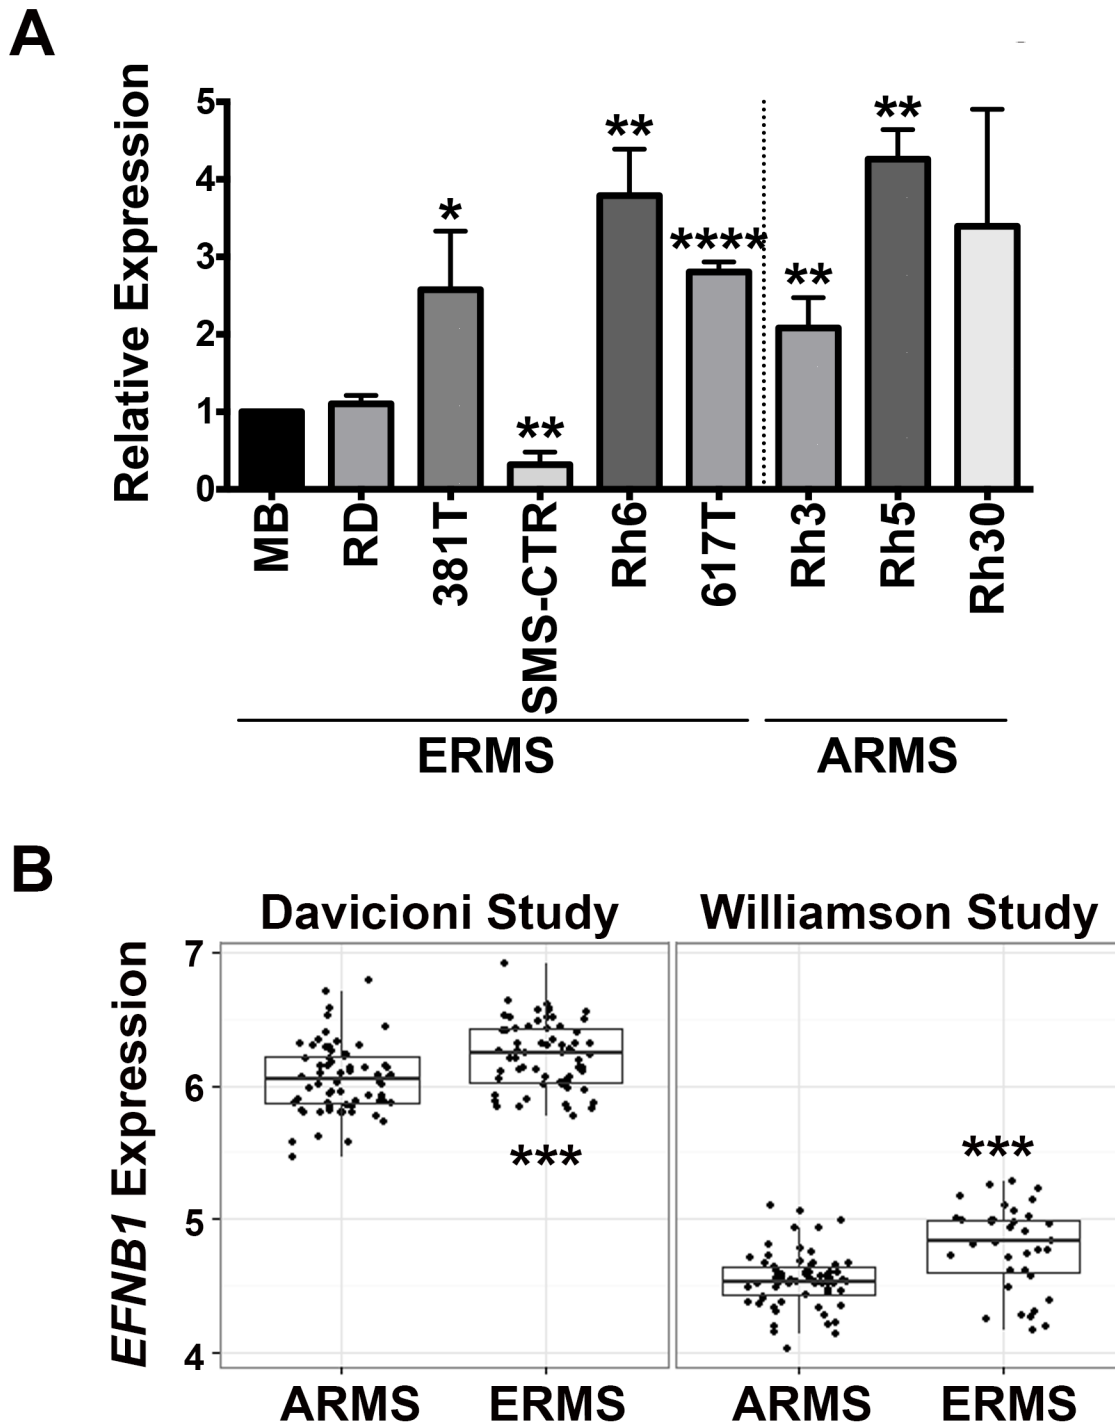 A
Relative Expression
5
4
3
2
1
0
*
**
**
****
**
**
MB
RD
381T
SMS-CTR
Rh6
617T
Rh3
Rh5
Rh30
ERMS
ARMS
B
Davicioni Study
Williamson Study
EFNB1 Expression
7
6
5
4
***
***
ARMS
ERMS
ARMS
ERMS